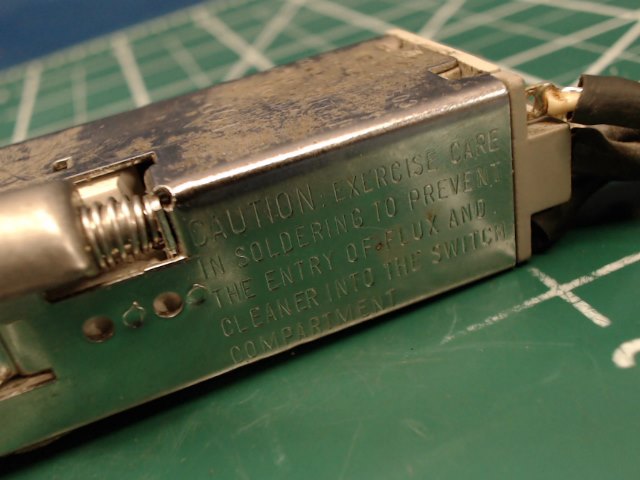 CAUTION: EXERCISE CARE
IN SOLDERING TO PREVENT
THE ENTRY OF FLUX AND
CLEANER INTO THE SWITCH
COMPARTMENT